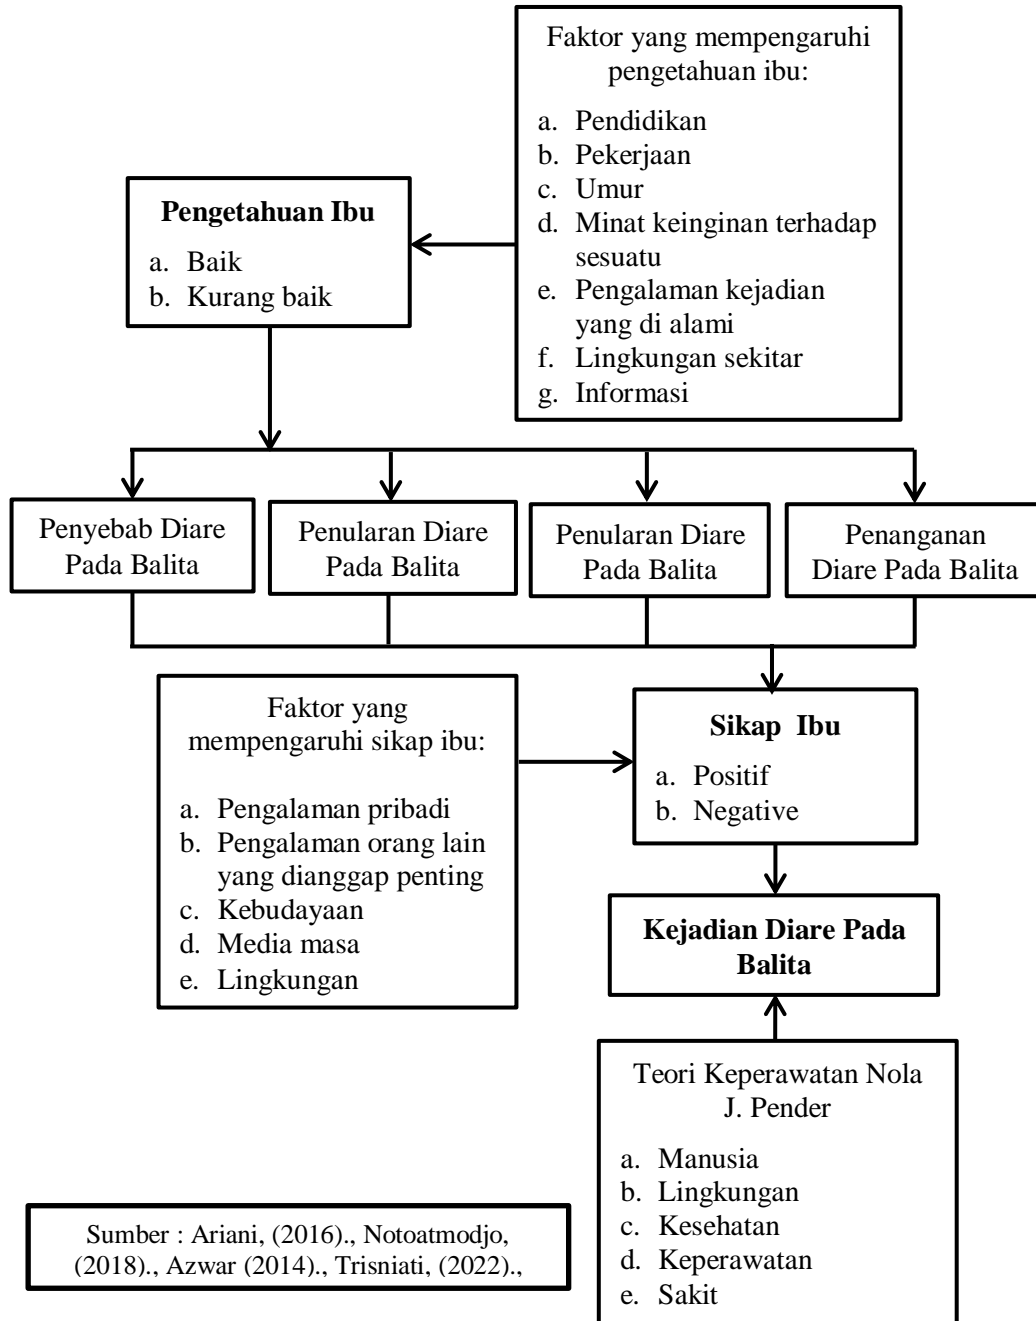 Faktor yang mempengaruhi
pengetahuan ibu:
a. Pendidikan
b. Pekerjaan
c. Umur
d. Minat keinginan terhadap
sesuatu
e. Pengalaman kejadian
yang di alami
f. Lingkungan sekitar
g. Informasi
Pengetahuan Ibu
a. Baik
b. Kurang baik
Penyebab Diare
Pada Balita
Penularan Diare
Pada Balita
Penularan Diare
Pada Balita
Penanganan
Diare Pada Balita
Faktor yang
mempengaruhi sikap ibu:
a. Pengalaman pribadi
b. Pengalaman orang lain
yang dianggap penting
c. Kebudayaan
d. Media masa
e. Lingkungan
Sikap Ibu
a. Positif
b. Negative
Kejadian Diare Pada
Balita
Teori Keperawatan Nola
J. Pender
a. Manusia
b. Lingkungan
c. Kesehatan
d. Keperawatan
e. Sakit
Sumber : Ariani, (2016)., Notoatmodjo,
(2018)., Azwar (2014)., Trisniati, (2022).,